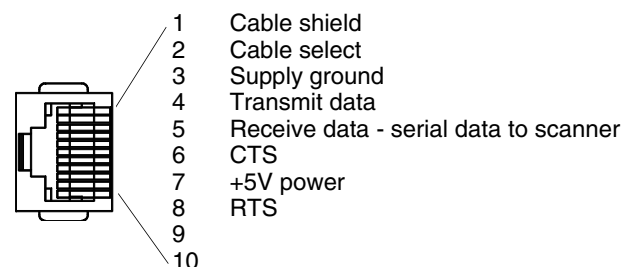 1 Cable shield
2 Cable select
3 Supply ground
4 Transmit data
5 Receive data - serial data to scanner
6 CTS
7 +5V power
8 RTS
9
10